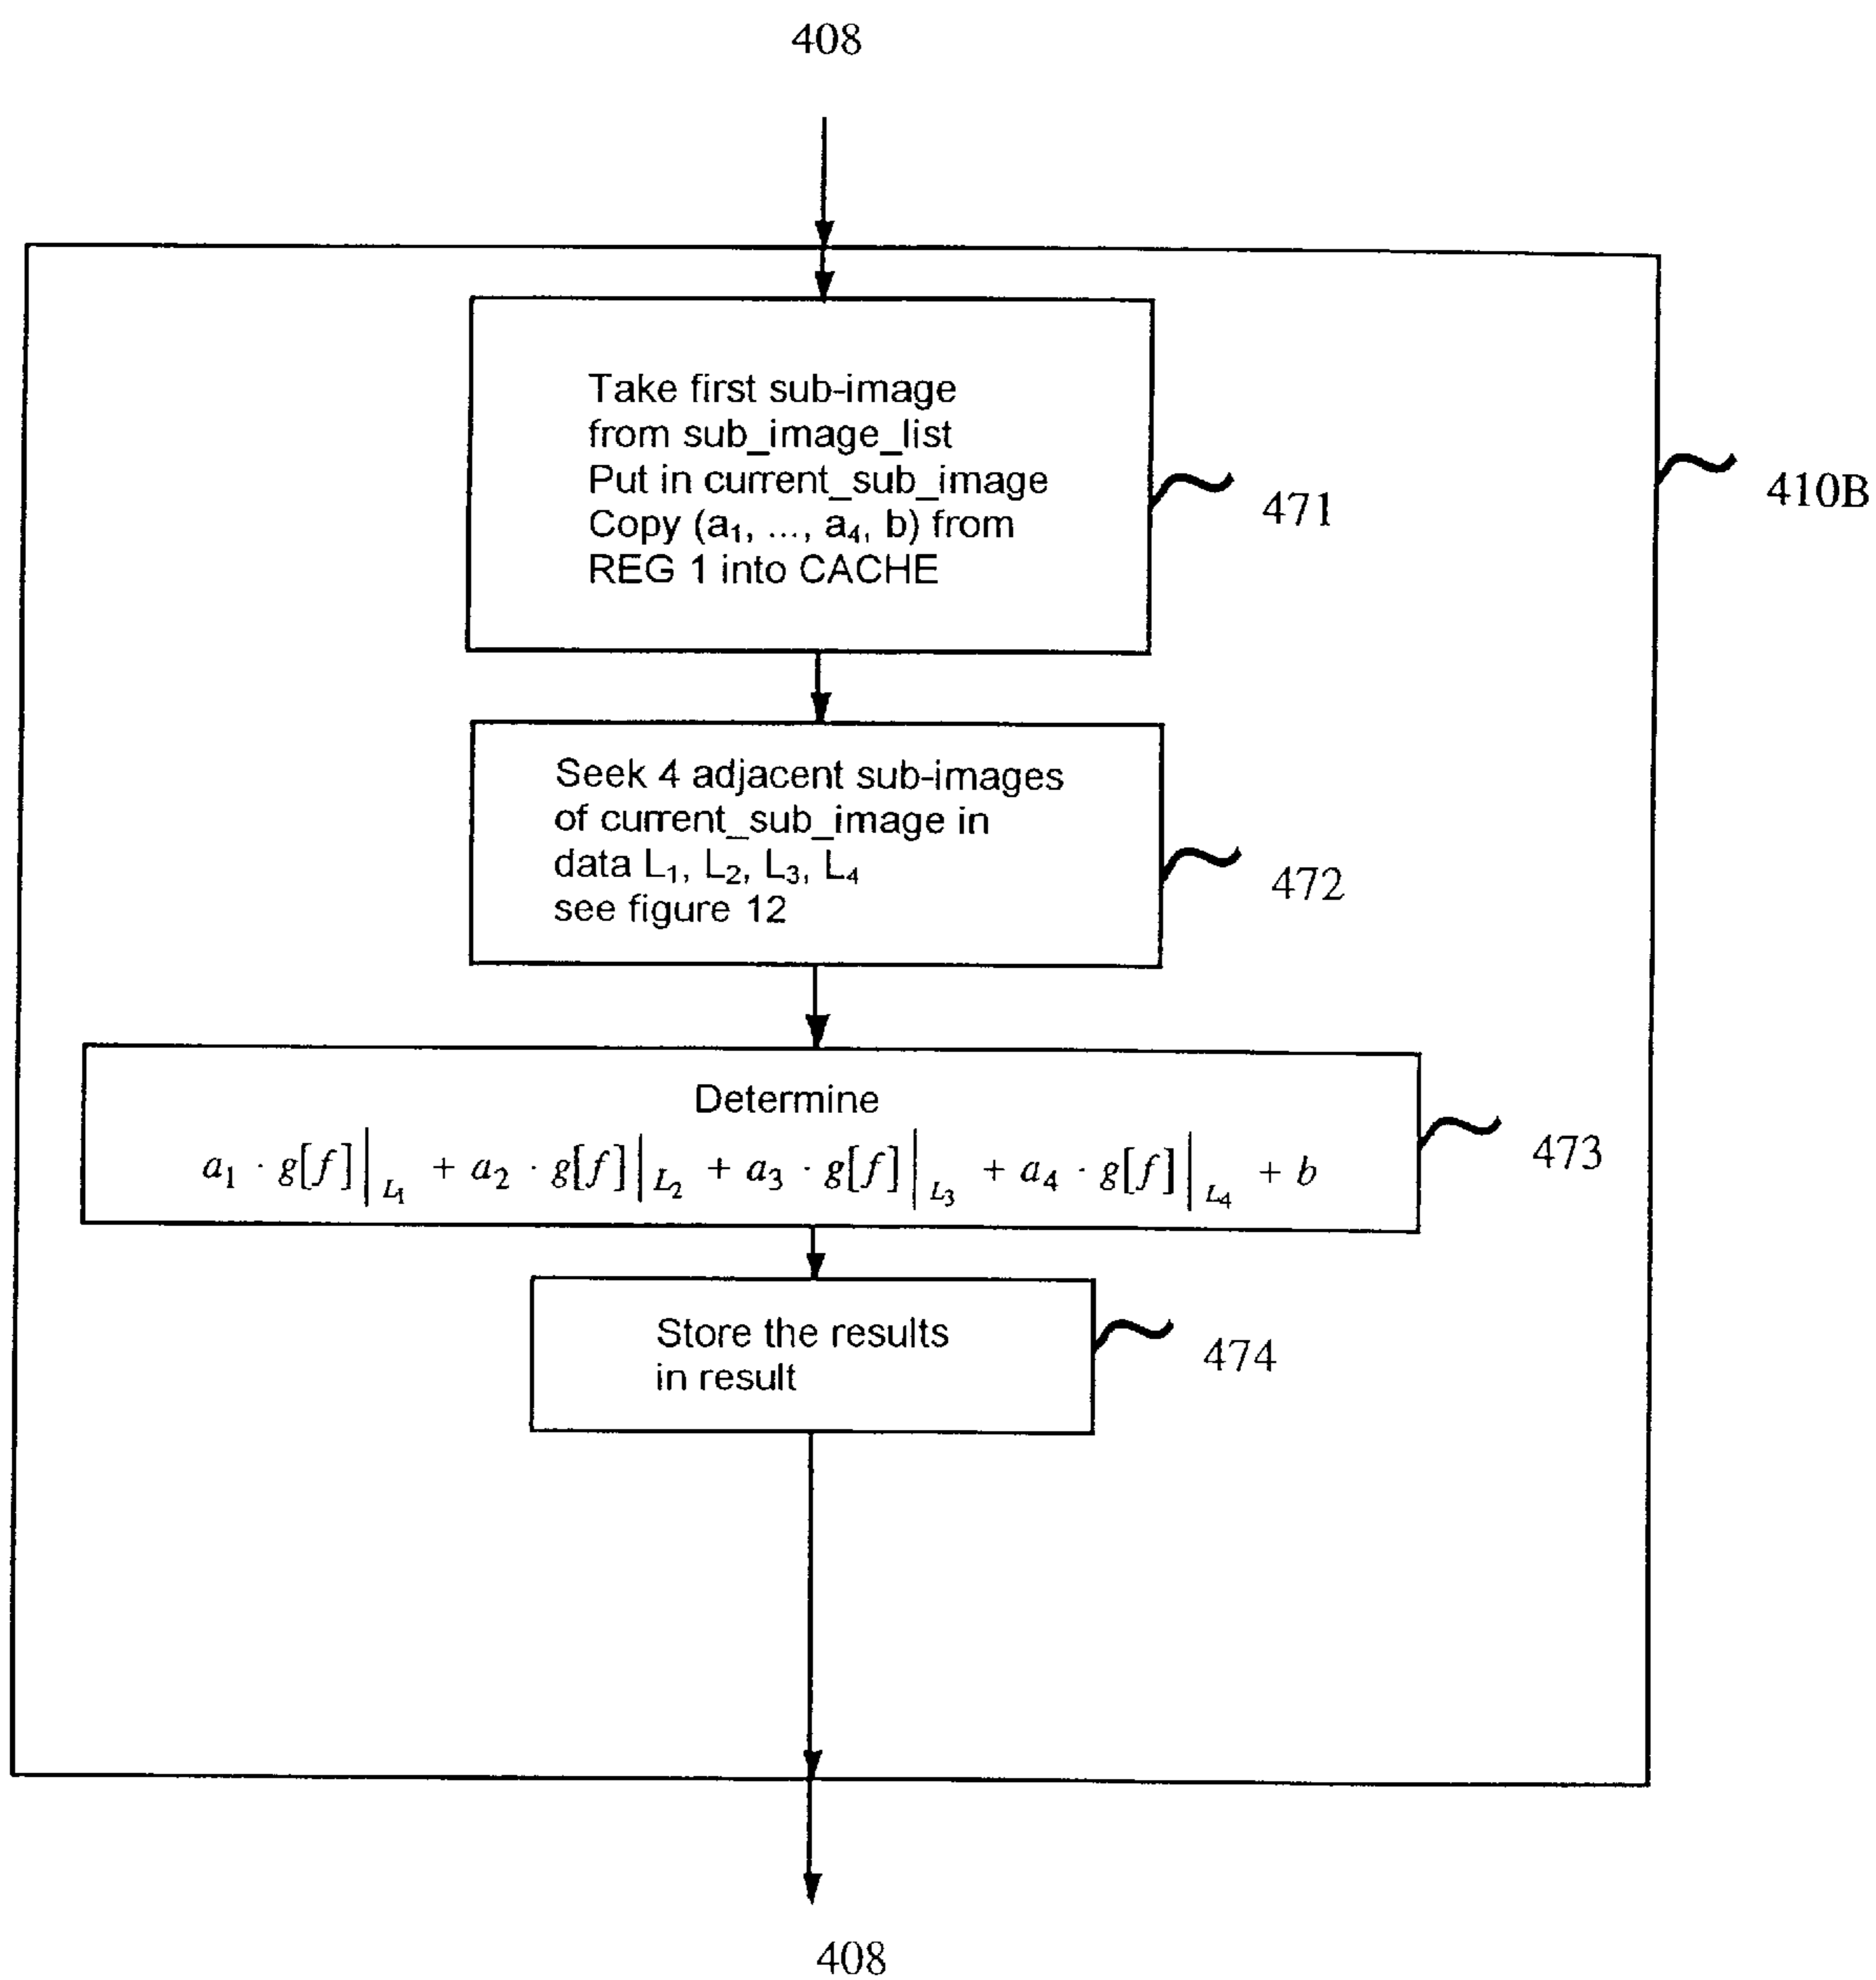 408
Take first sub-image
from sub_image_list
Put in current_sub_image
Copy (a₁, ..., a₄, b) from
REG 1 into CACHE
471
410B
Seek 4 adjacent sub-images
of current_sub_image in
data L₁, L₂, L₃, L₄
see figure 12
472
Determine
a₁ · g[f]|L₁ + a₂ · g[f]|L₂ + a₃ · g[f]|L₃ + a₄ · g[f]|L₄ + b
473
Store the results
in result
474
408